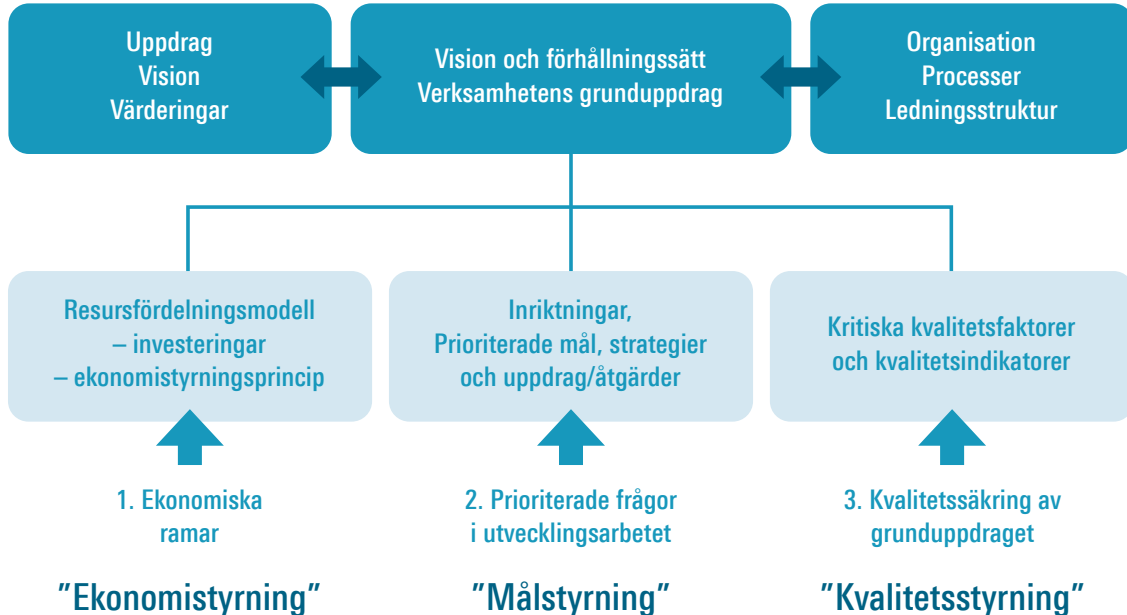 Uppdrag
Vision
Värderingar
Vision och förhållningssätt
Verksamhetens grunduppdrag
Organisation
Processer
Ledningsstruktur
Resursfördelningsmodell
– investeringar
– ekonomistyrningsprincip
Inriktningar,
Prioriterade mål, strategier
och uppdrag/åtgärder
Kritiska kvalitetsfaktorer
och kvalitetsindikatorer
1. Ekonomiska
ramar
2. Prioriterade frågor
i utvecklingsarbetet
3. Kvalitetssäkring av
grunduppdraget
”Ekonomistyrning”
”Målstyrning”
”Kvalitetsstyrning”